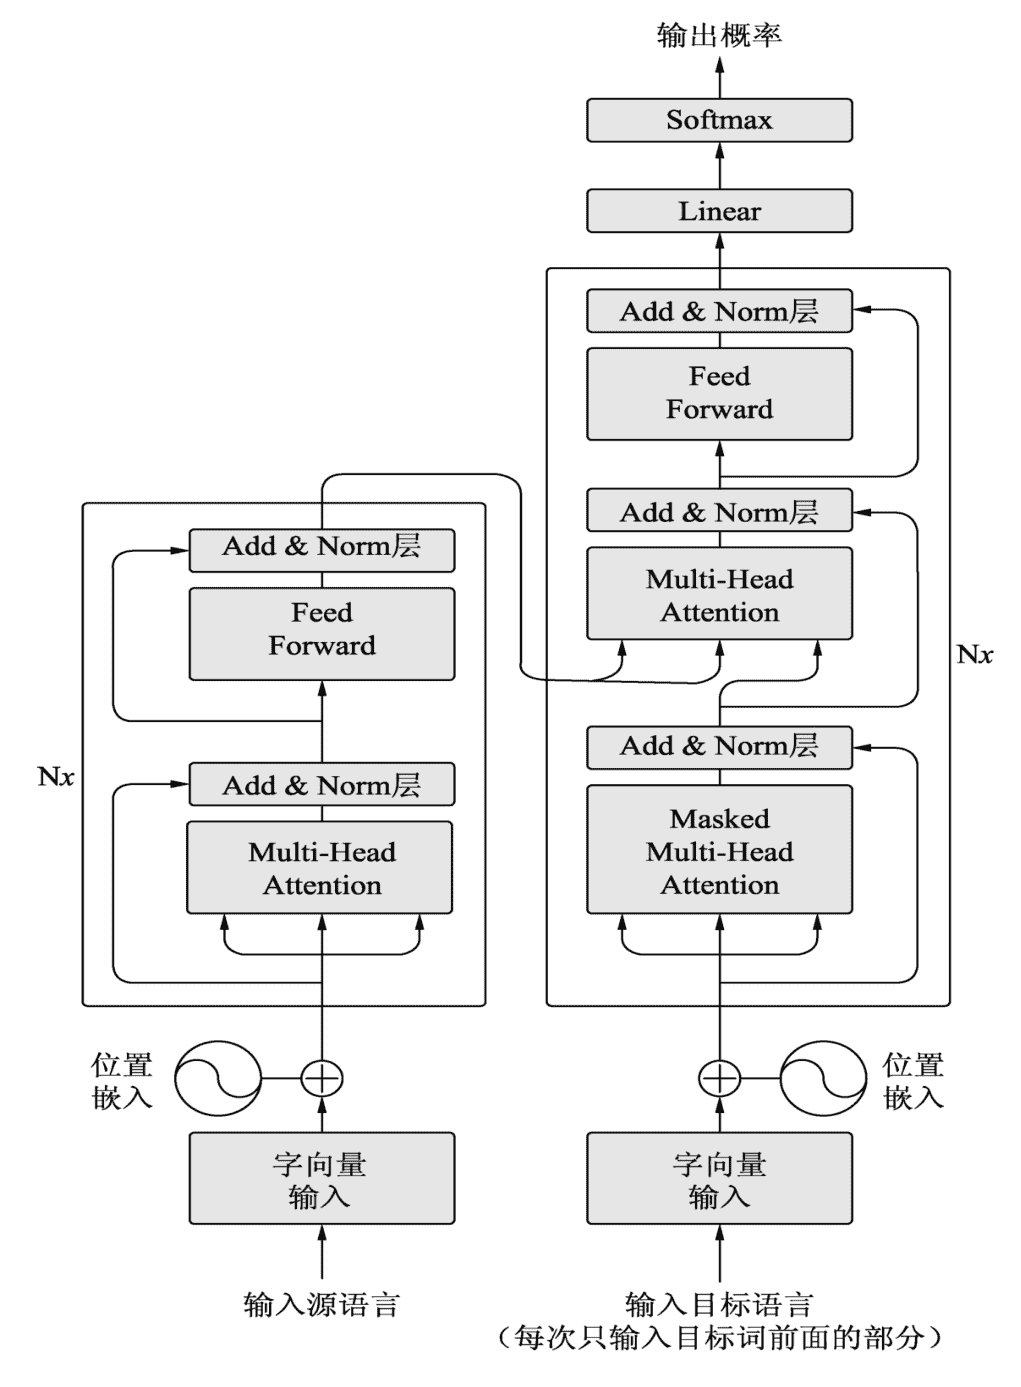 输出概率
Softmax
Linear
Add & Norm层
Feed
Forward
Add & Norm层
Multi-Head
Attention
Nx
Add & Norm层
Masked
Multi-Head
Attention
Add & Norm层
Feed
Forward
Nx
Add & Norm层
Multi-Head
Attention
位置
嵌入
位置
嵌入
字向量
输入
字向量
输入
输入源语言
输入目标语言
（每次只输入目标词前面的部分）